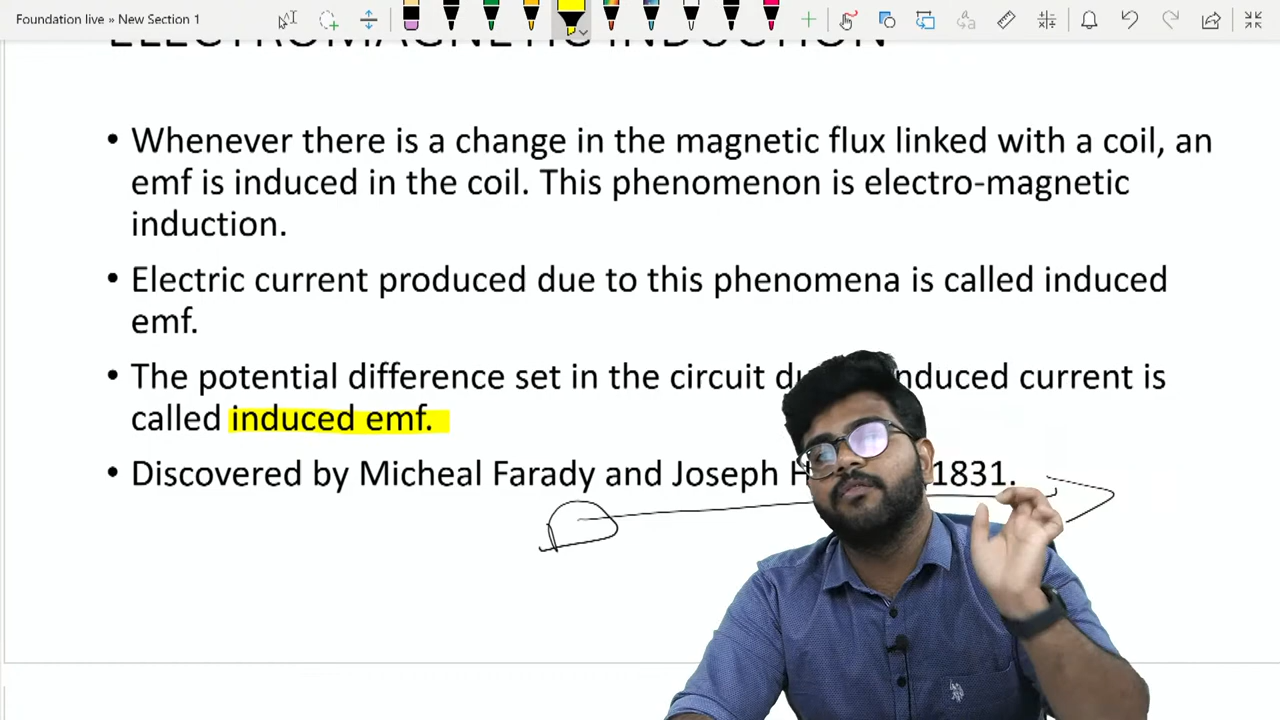 Foundation live » New Section 1
ELECTROMAGNETIC INDUCTION
• Whenever there is a change in the magnetic flux linked with a coil, an
emf is induced in the coil. This phenomenon is electro-magnetic
induction.
• Electric current produced due to this phenomena is called induced
emf.
• The potential difference set in the circuit induced current is
called induced emf.
• Discovered by Micheal Farady and Joseph 1831.